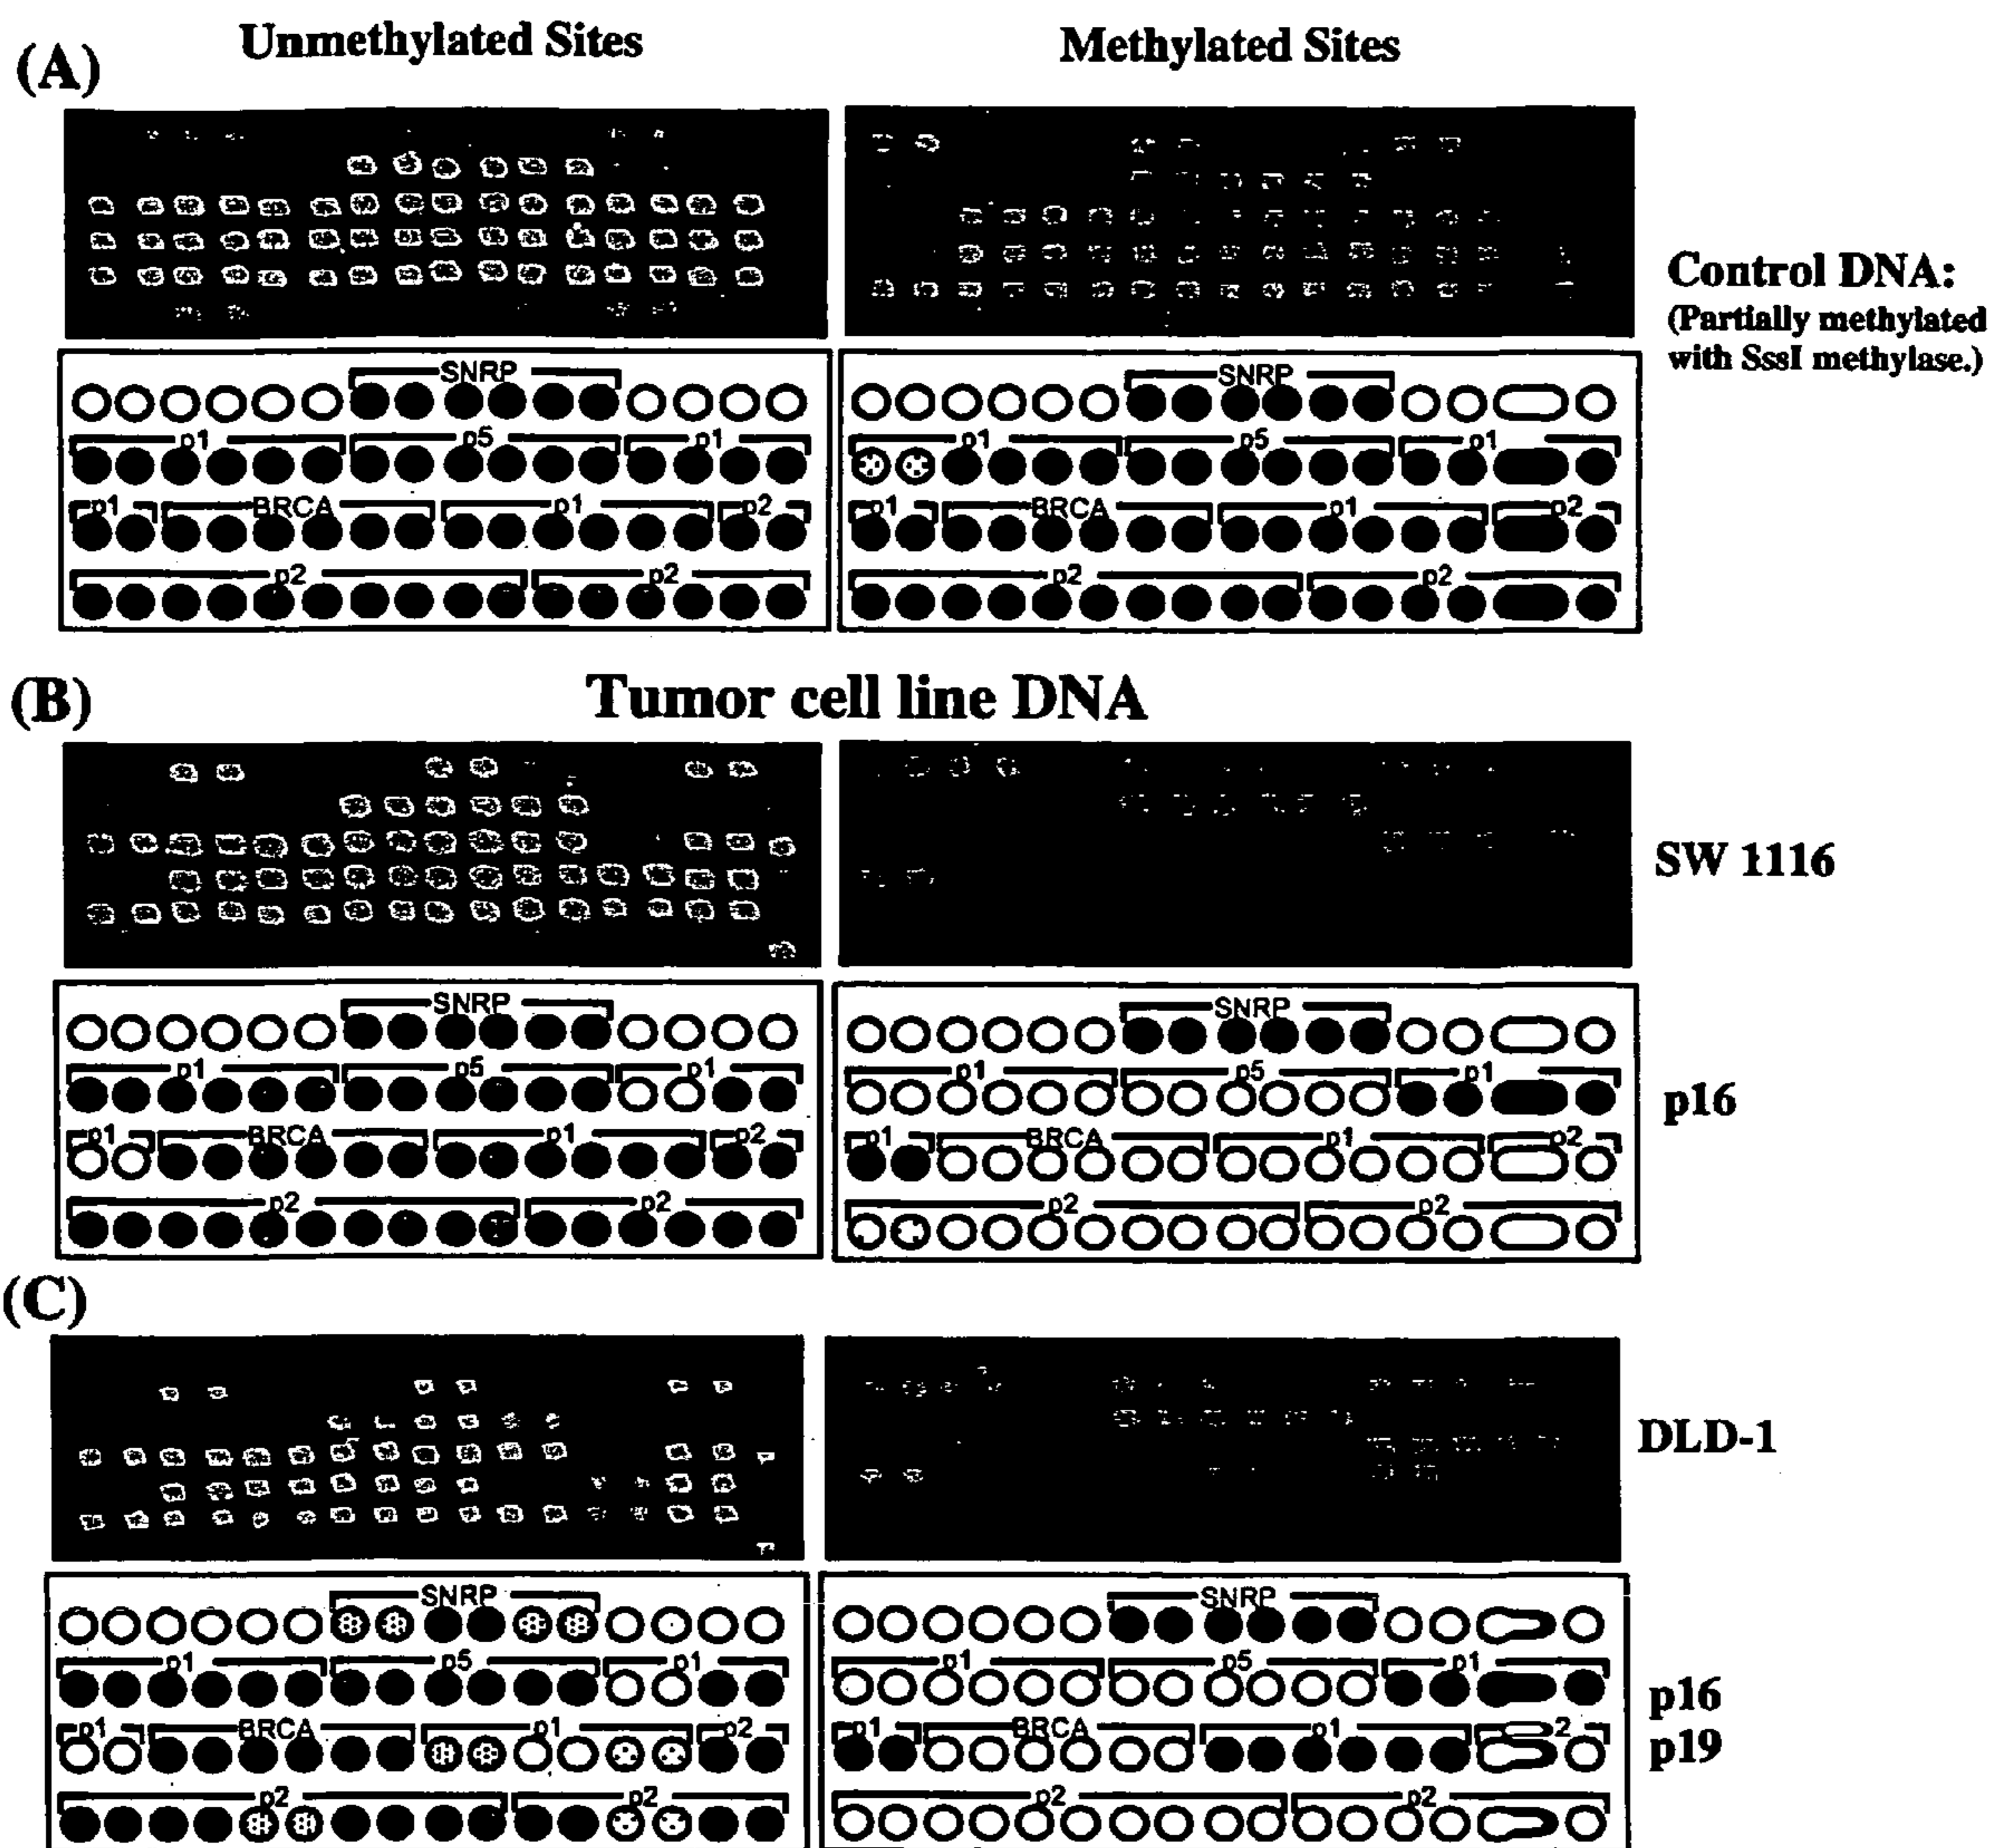 Unmethylated Sites
Methylated Sites
(A)
Control DNA:
(Partially methylated
with SssI methylase.)
SNRP
SNRP
p1 p5 p1
p1 p5 p1
p1 BRCA p1 p2
p1 BRCA p1 p2
p2 p2
p2 p2
(B)
Tumor cell line DNA
SW 1116
SNRP
SNRP
p1 p5 p1
p1 p5 p1
p16
p1 BRCA p1 p2
p1 BRCA p1 p2
p2 p2
p2 p2
(C)
DLD-1
SNRP
SNRP
p1 p5 p1
p1 p5 p1
p16
p1 BRCA p1 p2
p1 BRCA p1 2
p19
p2 p2
p2 p2